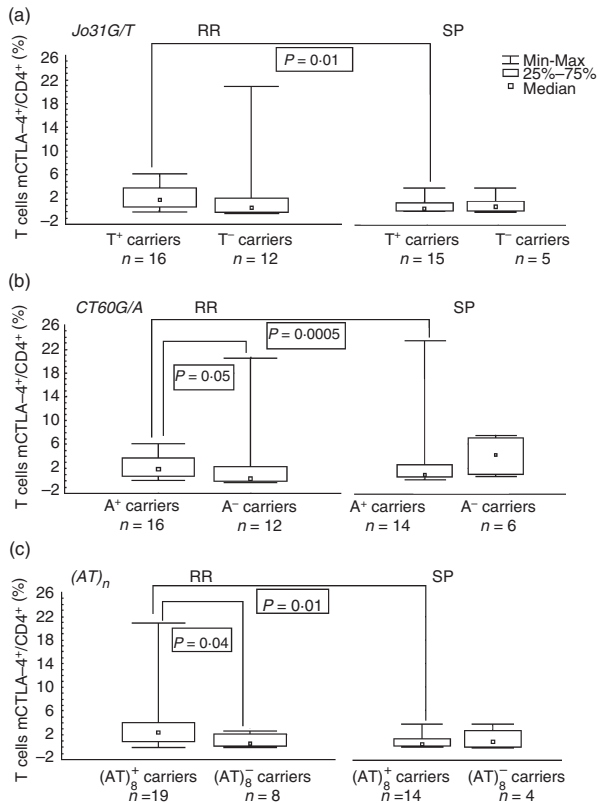 (a)
Jo31G/T RR SP
P = 0·01
Min-Max
25%–75%
Median
T cells mCTLA–4⁺/CD4⁺ (%)
26
22
18
14
10
6
2
−2
T⁺ carriers T⁻ carriers T⁺ carriers T⁻ carriers
n = 16 n = 12 n = 15 n = 5
(b)
CT60G/A RR SP
P = 0·0005
P = 0·05
T cells mCTLA–4⁺/CD4⁺ (%)
26
22
18
14
10
6
2
−2
A⁺ carriers A⁻ carriers A⁺ carriers A⁻ carriers
n = 16 n = 12 n = 14 n = 6
(c)
(AT)n RR SP
P = 0·01
P = 0·04
T cells mCTLA–4⁺/CD4⁺ (%)
26
22
18
14
10
6
2
−2
(AT)₈⁺ carriers (AT)₈⁻ carriers (AT)₈⁺ carriers (AT)₈⁻ carriers
n =19 n = 8 n =14 n = 4